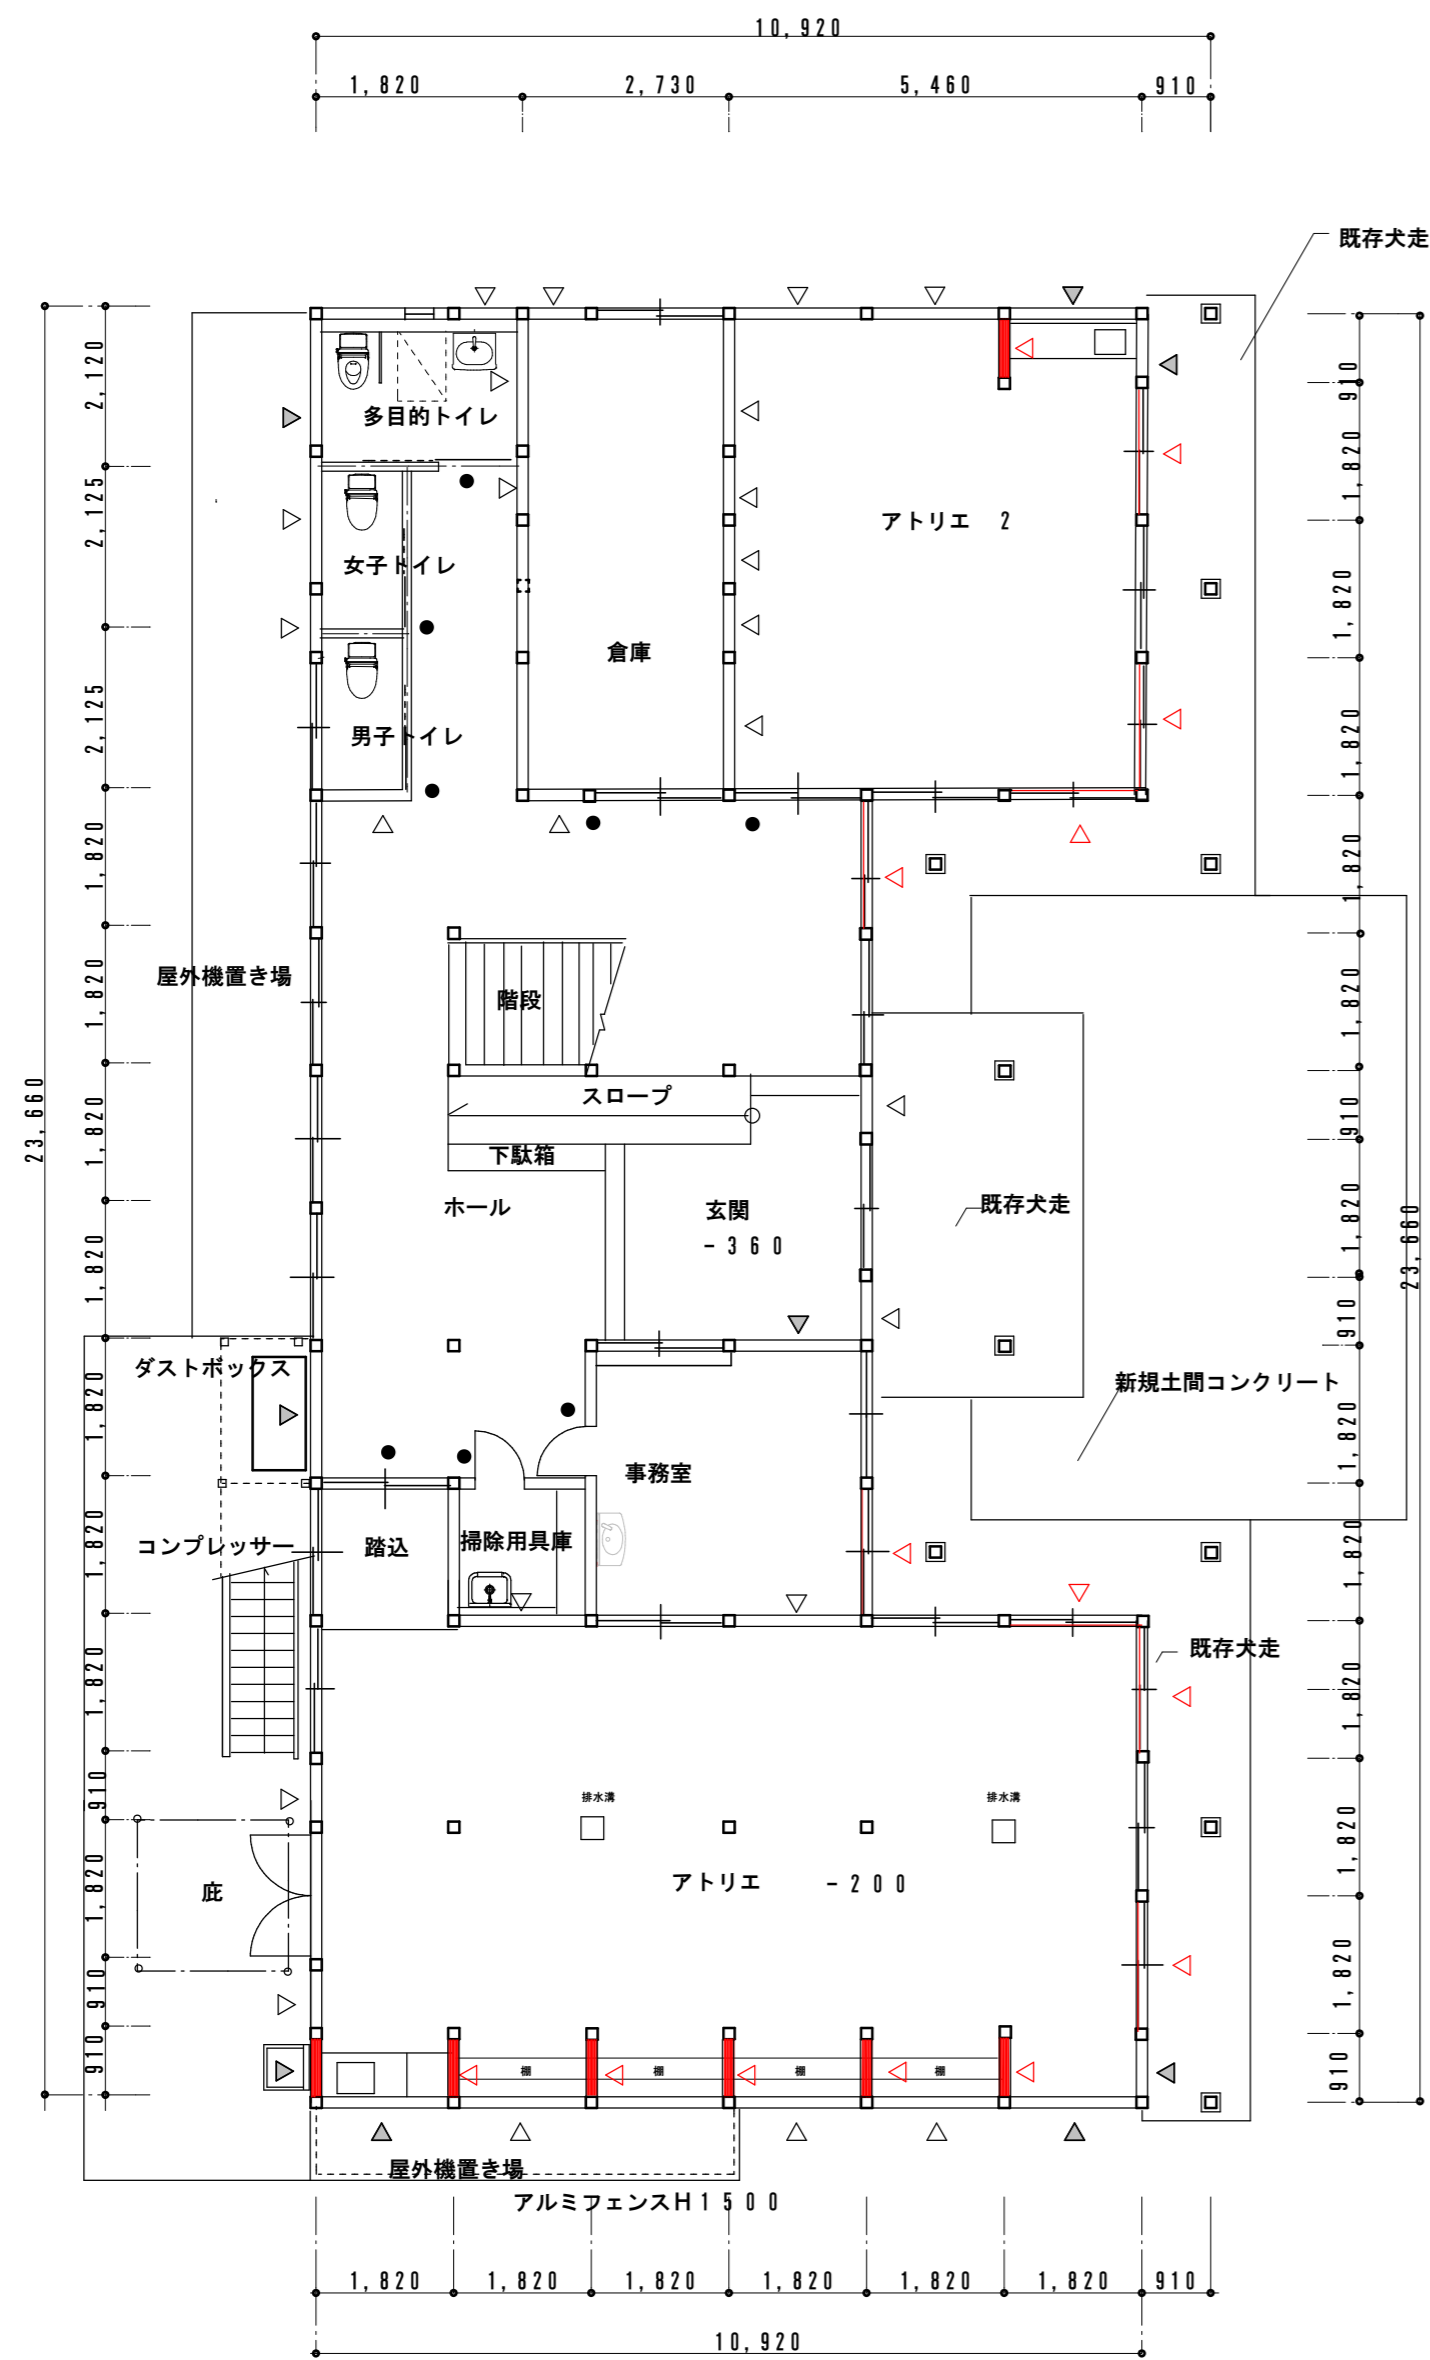 10,920
1,820
2,730
5,460
910
既存犬走
多目的トイレ
女子トイレ
男子トイレ
倉庫
アトリエ 2
屋外機置き場
階段
スロープ
下駄箱
ホール
玄関
-360
既存犬走
新規土間コンクリート
ダストボックス
コンプレッサー
踏込
掃除用具庫
事務室
既存犬走
排水溝
排水溝
アトリエ -200
庇
棚
棚
棚
棚
屋外機置き場
アルミフェンスH1500
23,660
2,120
2,125
2,125
1,820
1,820
1,820
1,820
1,820
1,820
1,820
910
1,820
910
910
910
1,820
1,820
1,820
1,820
1,820
910
1,820
910
1,820
1,820
1,820
1,820
1,820
910
23,660
1,820
1,820
1,820
1,820
1,820
1,820
910
10,920